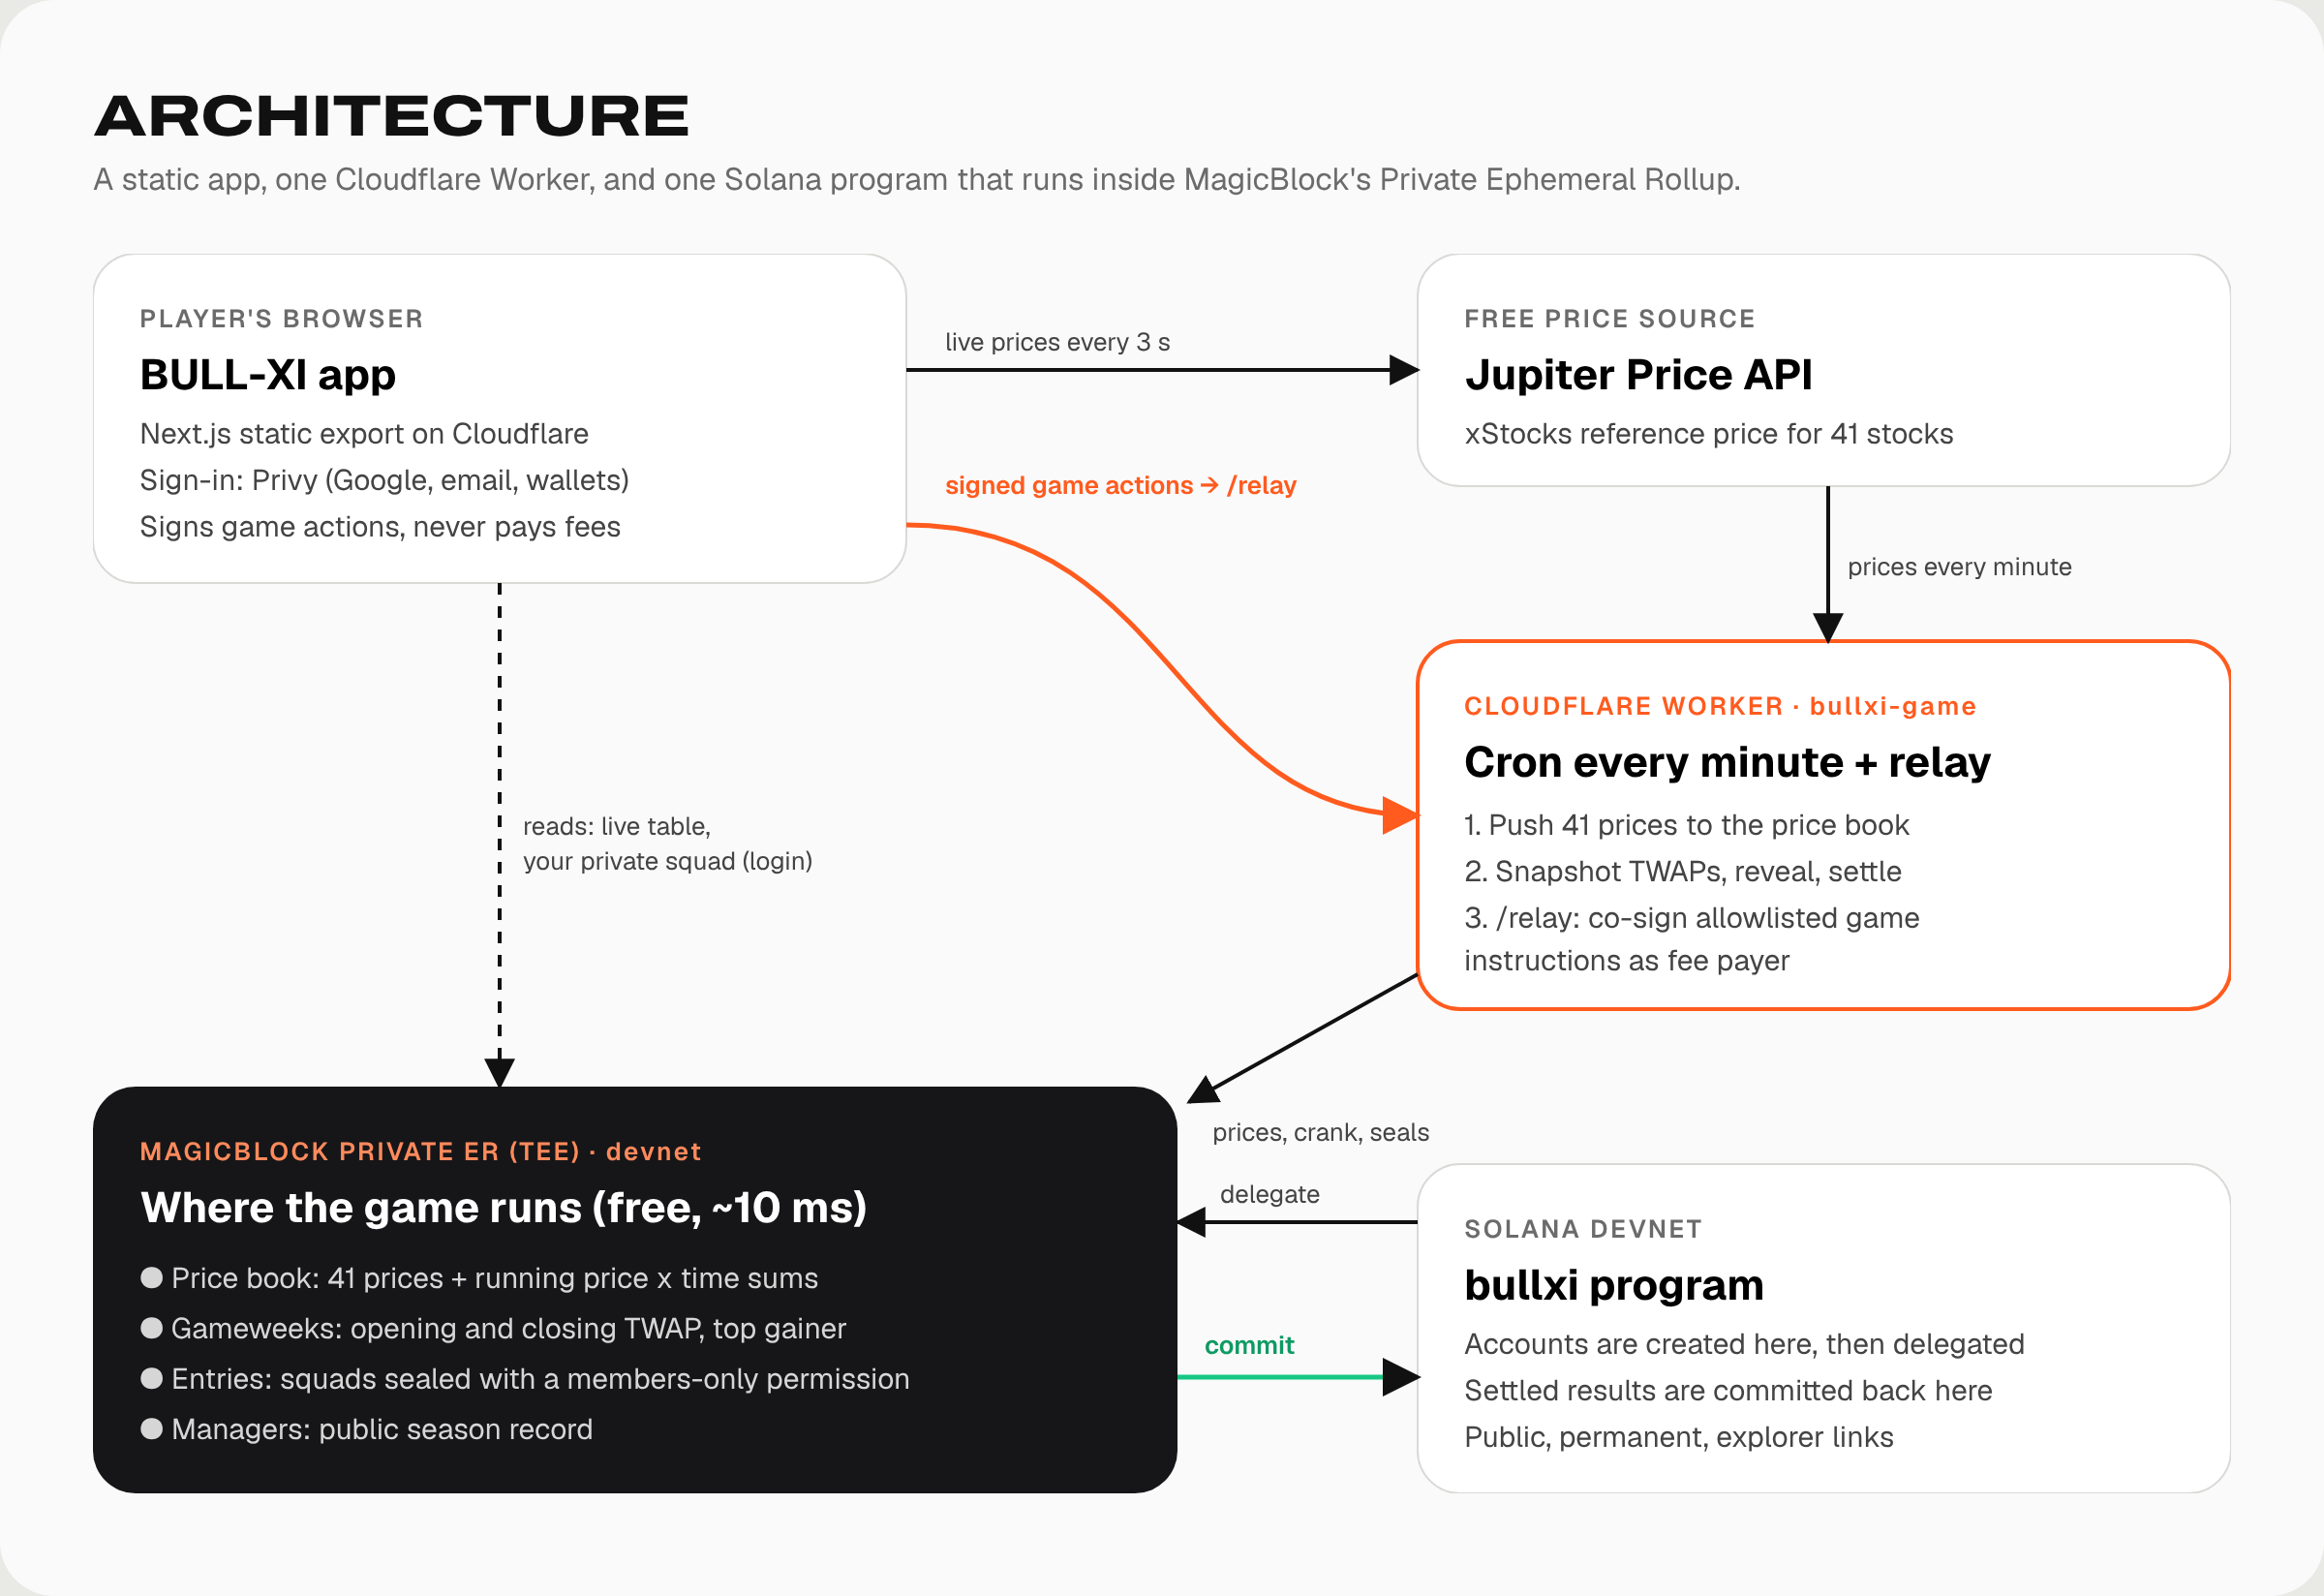 ARCHITECTURE
A static app, one Cloudflare Worker, and one Solana program that runs inside MagicBlock's Private Ephemeral Rollup.
PLAYER'S BROWSER
BULL-XI app
Next.js static export on Cloudflare
Sign-in: Privy (Google, email, wallets)
Signs game actions, never pays fees
live prices every 3 s
signed game actions → /relay
FREE PRICE SOURCE
Jupiter Price API
xStocks reference price for 41 stocks
prices every minute
CLOUDFLARE WORKER · bullxi-game
Cron every minute + relay
1. Push 41 prices to the price book
2. Snapshot TWAPs, reveal, settle
3. /relay: co-sign allowlisted game
instructions as fee payer
reads: live table,
your private squad (login)
prices, crank, seals
delegate
commit
MAGICBLOCK PRIVATE ER (TEE) · devnet
Where the game runs (free, ~10 ms)
● Price book: 41 prices + running price x time sums
● Gameweeks: opening and closing TWAP, top gainer
● Entries: squads sealed with a members-only permission
● Managers: public season record
SOLANA DEVNET
bullxi program
Accounts are created here, then delegated
Settled results are committed back here
Public, permanent, explorer links